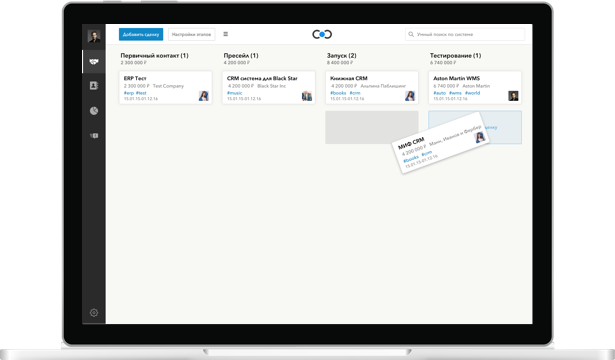 Добавить сделку
Настройки этапов
Умный поиск по системе
Первичный контакт (1)
2 300 000 ₽
Пресейл (1)
4 200 000 ₽
Запуск (2)
8 400 000 ₽
Тестирование (1)
6 740 000 ₽
ERP Тест
2 300 000 ₽ Test Company
#erp #test
15.01.15-01.12.16
CRM система для Black Star
4 200 000 ₽ Black Star Inc
#music
15.01.15-01.12.16
Книжная CRM
4 200 000 ₽ Альпина Паблишинг
#books #crm
15.01.15-01.12.16
Aston Martin WMS
6 740 000 ₽ Aston Martin
#auto #wms #world
15.01.15-01.12.16
МИФ CRM
4 200 000 ₽ Манн, Иванов и Фербер
#books #crm
15.01.15-01.12.16